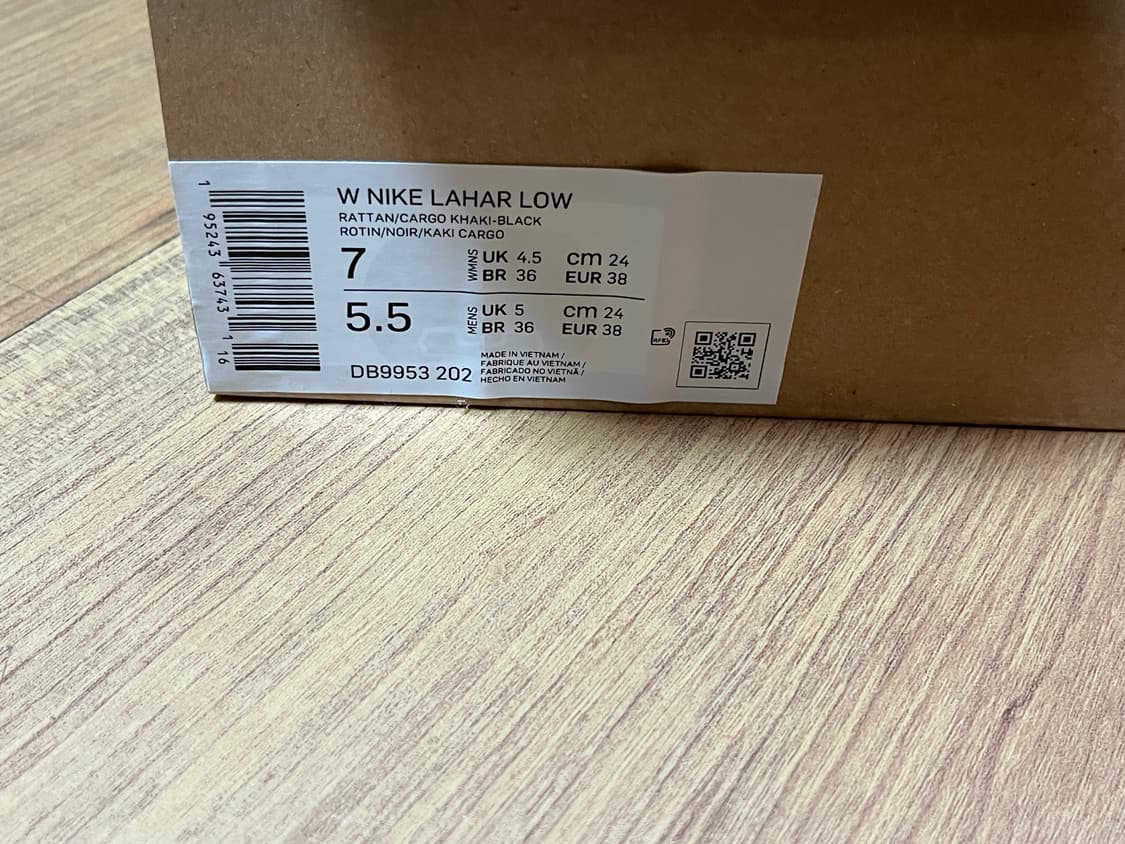 1 95243 63743 1 16
W NIKE LAHAR LOW
RATTAN/CARGO KHAKI-BLACK
ROTIN/NOIR/KAKI CARGO
7 WMNS UK 4.5 cm 24
BR 36 EUR 38
5.5 MENS UK 5 cm 24
BR 36 EUR 38
DB9953 202
MADE IN VIETNAM /
FABRIQUE AU VIETNAM /
FABRICADO NO VIETNÃ /
HECHO EN VIETNAM
RFID